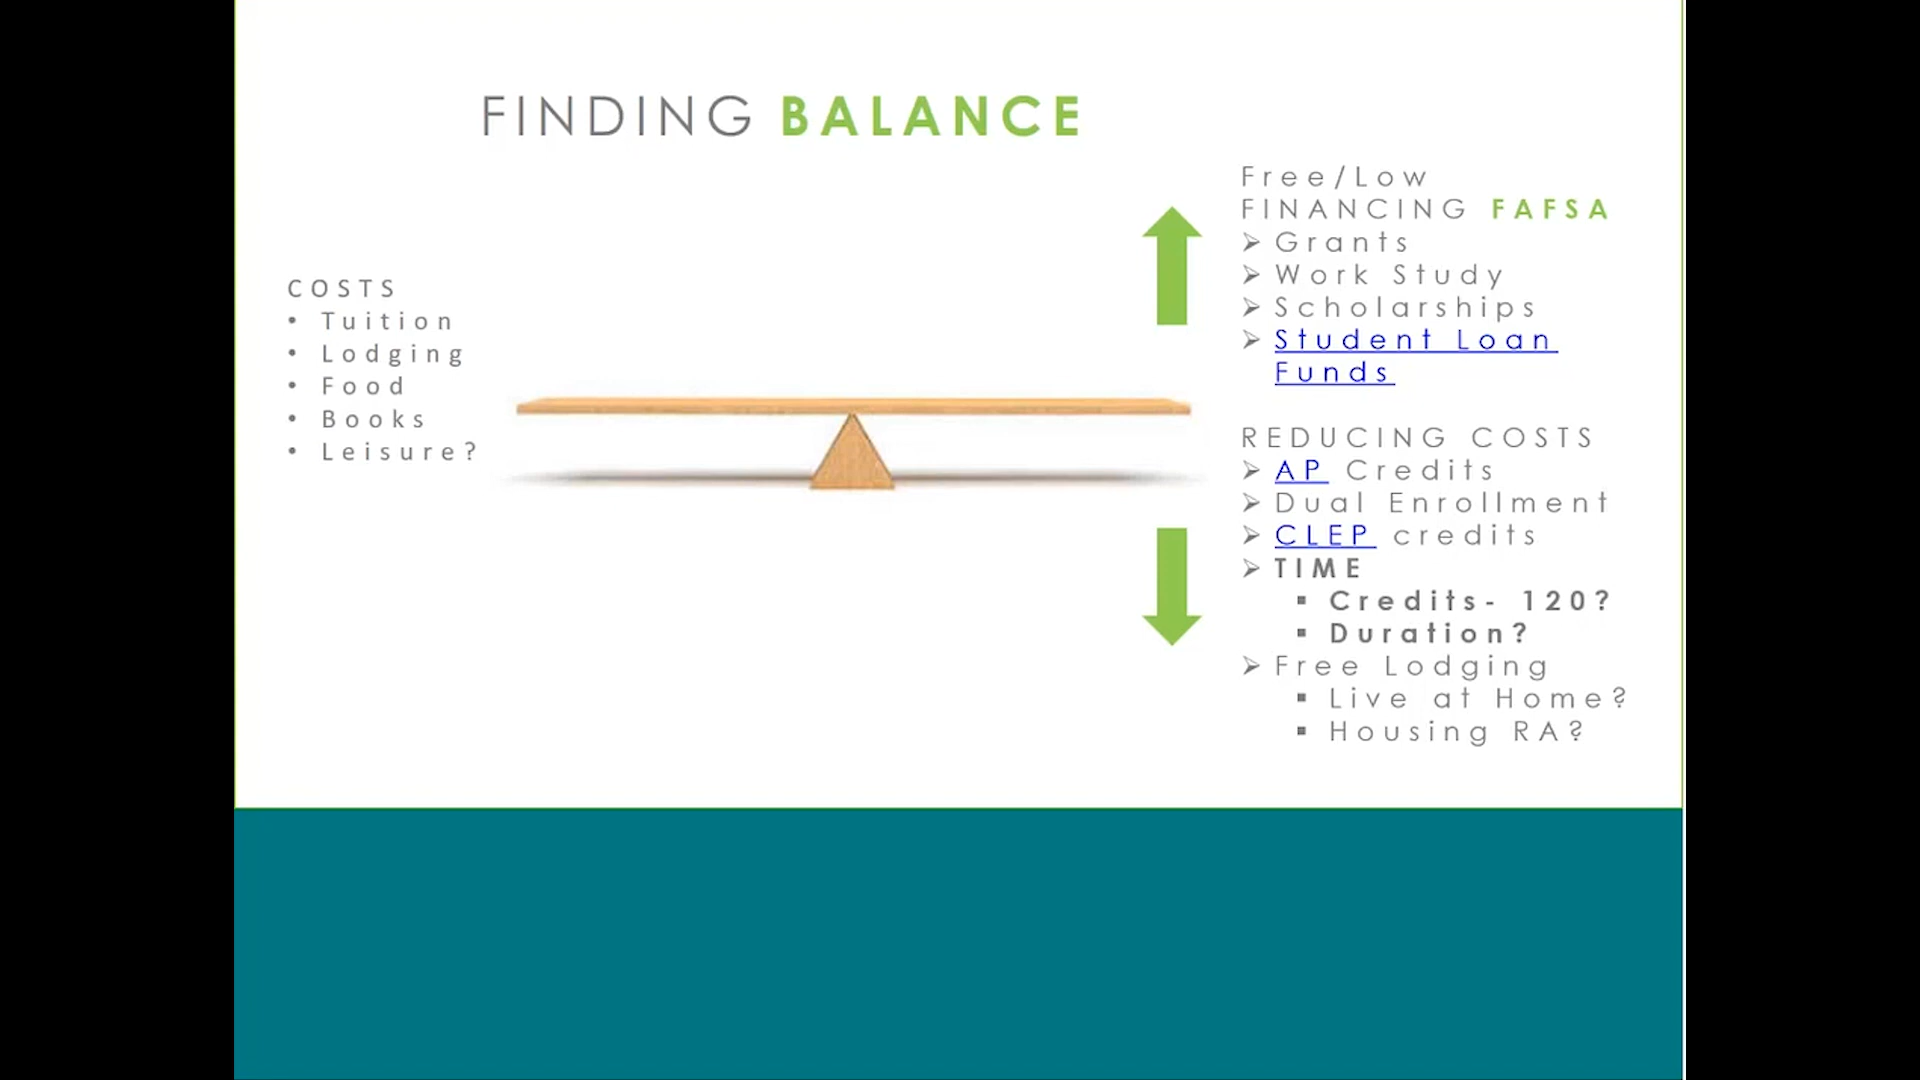 FINDING BALANCE
COSTS
• Tuition
• Lodging
• Food
• Books
• Leisure?
Free/Low
FINANCING FAFSA
➢ Grants
➢ Work Study
➢ Scholarships
➢ Student Loan
Funds
REDUCING COSTS
➢ AP Credits
➢ Dual Enrollment
➢ CLEP credits
➢ TIME
▪ Credits- 120?
▪ Duration?
➢ Free Lodging
▪ Live at Home?
▪ Housing RA?